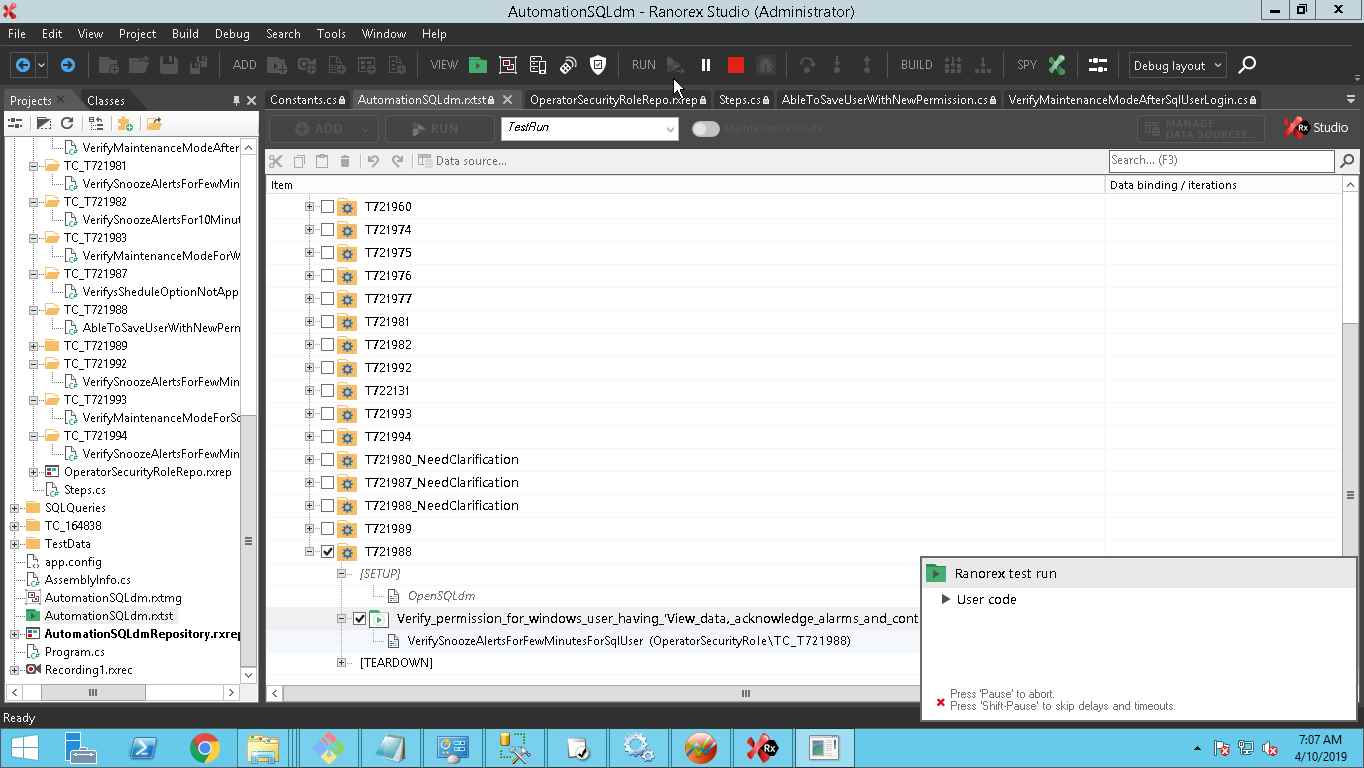 AutomationSQLdm - Ranorex Studio (Administrator)
File Edit View Project Build Debug Search Tools Window Help
ADD VIEW RUN BUILD SPY Debug layout
Projects Classes
Constants.cs AutomationSQLdm.rxtst OperatorSecurityRoleRepo.rxrep Steps.cs AbleToSaveUserWithNewPermission.cs VerifyMaintenanceModeAfterSqlUserLogin.cs
ADD RUN TestRun Maintenance mode MANAGE DATA SOURCES... Rx Studio
Data source... Search... (F3)
Item Data binding / iterations
VerifyMaintenanceModeAfter
TC_T721981
VerifySnoozeAlertsForFewMin
TC_T721982
VerifySnoozeAlertsFor10Minut
TC_T721983
VerifyMaintenanceModeForW
TC_T721987
VerifysSheduleOptionNotApp
TC_T721988
AbleToSaveUserWithNewPern
TC_T721989
TC_T721992
VerifySnoozeAlertsForFewMin
TC_T721993
VerifyMaintenanceModeForSc
TC_T721994
VerifySnoozeAlertsForFewMin
OperatorSecurityRoleRepo.rxrep
Steps.cs
SQLQueries
TC_164838
TestData
app.config
AssemblyInfo.cs
AutomationSQLdm.rxtmg
AutomationSQLdm.rxtst
AutomationSQLdmRepository.rxrep
Program.cs
Recording1.rxrec
T721960
T721974
T721975
T721976
T721977
T721981
T721982
T721992
T722131
T721993
T721994
T721980_NeedClarification
T721987_NeedClarification
T721988_NeedClarification
T721989
T721988
[SETUP]
OpenSQLdm
Verify_permission_for_windows_user_having_'View_data,_acknowledge_alarms_and_cont
VerifySnoozeAlertsForFewMinutesForSqlUser (OperatorSecurityRole\TC_T721988)
[TEARDOWN]
Ranorex test run
User code
Press 'Pause' to abort.
Press 'Shift-Pause' to skip delays and timeouts.
Ready
Rx
7:07 AM
4/10/2019